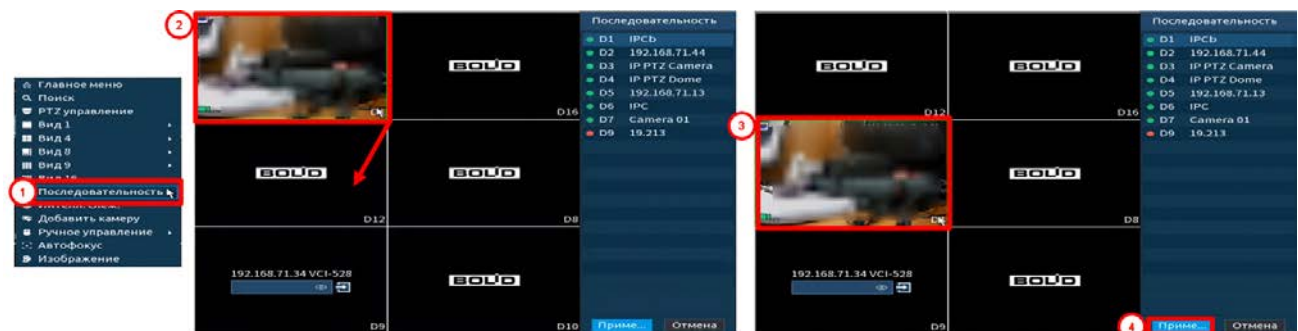 1
Главное меню
Поиск
PTZ управление
Вид 1
Вид 4
Вид 8
Вид 9
Последовательность
Добавить камеру
Ручное управление
Автофокус
Изображение
2
BOLID
D16
BOLID
D12
BOLID
D8
192.168.71.34 VCI-528
D9
BOLID
D10
Последовательность
D1 IPCb
D2 192.168.71.44
D3 IP PTZ Camera
D4 IP PTZ Dome
D5 192.168.71.13
D6 IPC
D7 Camera 01
D9 19.213
Приме...
Отмена
BOLID
D12
BOLID
D16
3
BOLID
D8
192.168.71.34 VCI-528
D9
BOLID
Последовательность
D1 IPCb
D2 192.168.71.44
D3 IP PTZ Camera
D4 IP PTZ Dome
D5 192.168.71.13
D6 IPC
D7 Camera 01
D9 19.213
4
Приме...
Отмена